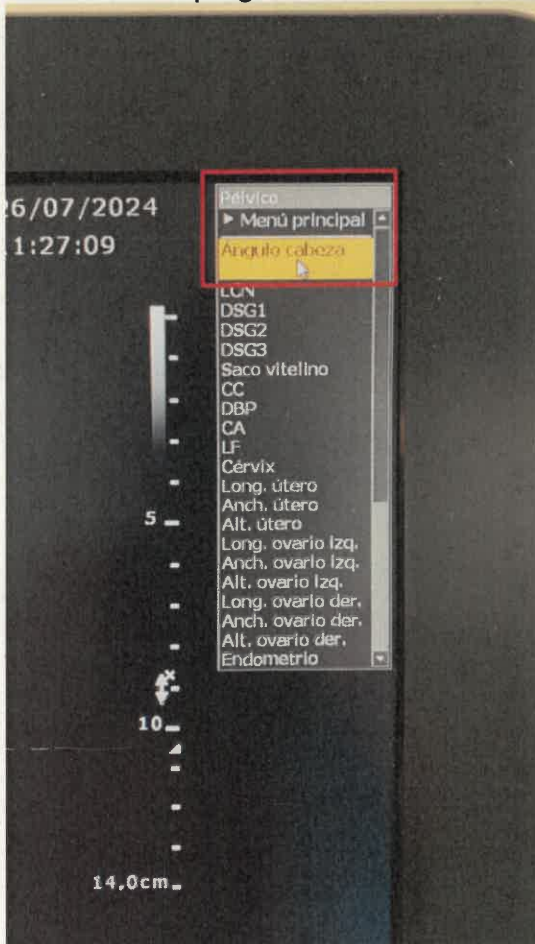 26/07/2024
1:27:09
Pélvico
► Menú principal
Ángulo cabeza
LCN
DSG1
DSG2
DSG3
Saco vitelino
CC
DBP
CA
LF
Cérvix
Long. útero
Anch. útero
Alt. útero
Long. ovario izq.
Anch. ovario izq.
Alt. ovario izq.
Long. ovario der.
Anch. ovario der.
Alt. ovario der.
Endometrio
5
x
10
14,0cm